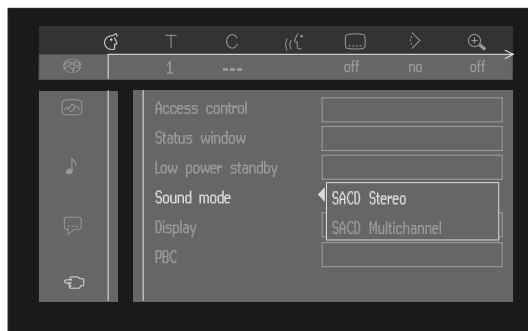 T C
1 --- off no off
Access control
Status window
Low power standby
Sound mode SACD Stereo
Display SACD Multichannel
PBC